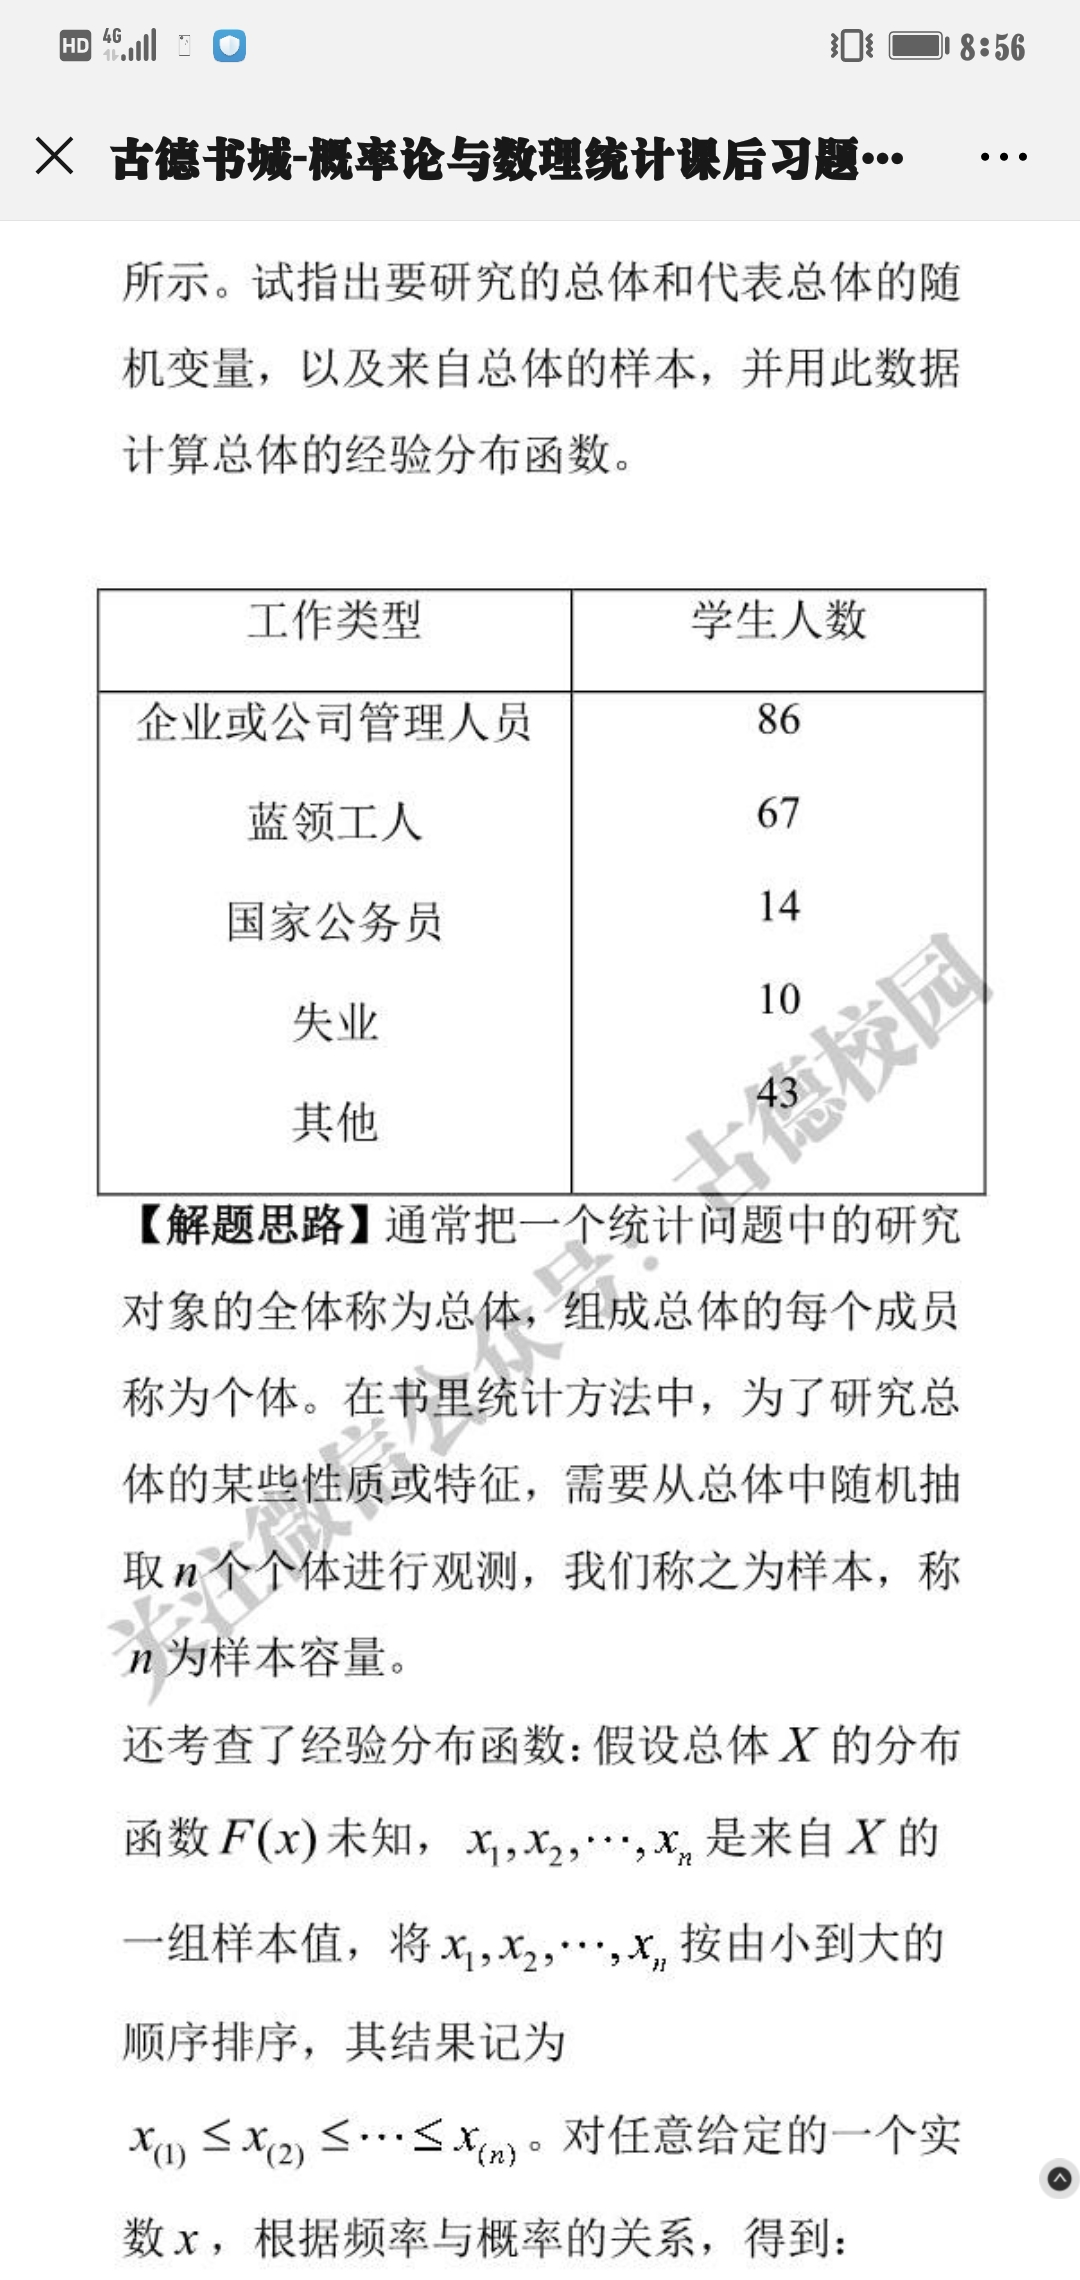 HD 4G 8:56
古德书城-概率论与数理统计课后习题...
所示。试指出要研究的总体和代表总体的随
机变量，以及来自总体的样本，并用此数据
计算总体的经验分布函数。
工作类型 学生人数
企业或公司管理人员 86
蓝领工人 67
国家公务员 14
失业 10
其他 43
【解题思路】通常把一个统计问题中的研究
对象的全体称为总体，组成总体的每个成员
称为个体。在书里统计方法中，为了研究总
体的某些性质或特征，需要从总体中随机抽
取 n 个个体进行观测，我们称之为样本，称
n 为样本容量。
还考查了经验分布函数：假设总体 X 的分布
函数 F(x) 未知， x₁,x₂,⋯,xₙ 是来自 X 的
一组样本值，将 x₁,x₂,⋯,xₙ 按由小到大的
顺序排序，其结果记为
x₍₁₎ ≤ x₍₂₎ ≤⋯≤ x₍ₙ₎ 。对任意给定的一个实
数 x ，根据频率与概率的关系，得到：
关注微信公众号：古德校园